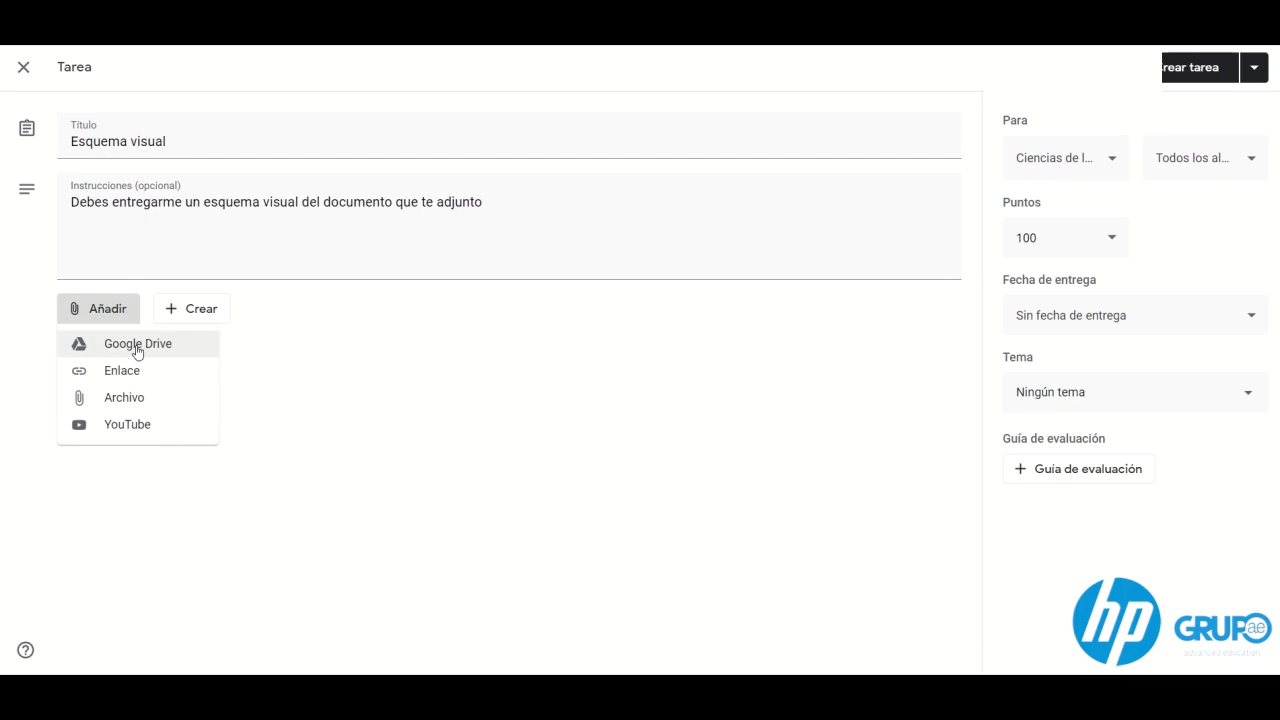 Tarea
rear tarea
Título
Esquema visual
Instrucciones (opcional)
Debes entregarme un esquema visual del documento que te adjunto
Añadir
Crear
Google Drive
Enlace
Archivo
YouTube
Para
Ciencias de l...
Todos los al...
Puntos
100
Fecha de entrega
Sin fecha de entrega
Tema
Ningún tema
Guía de evaluación
Guía de evaluación
hp
GRUPO ae
advanced education